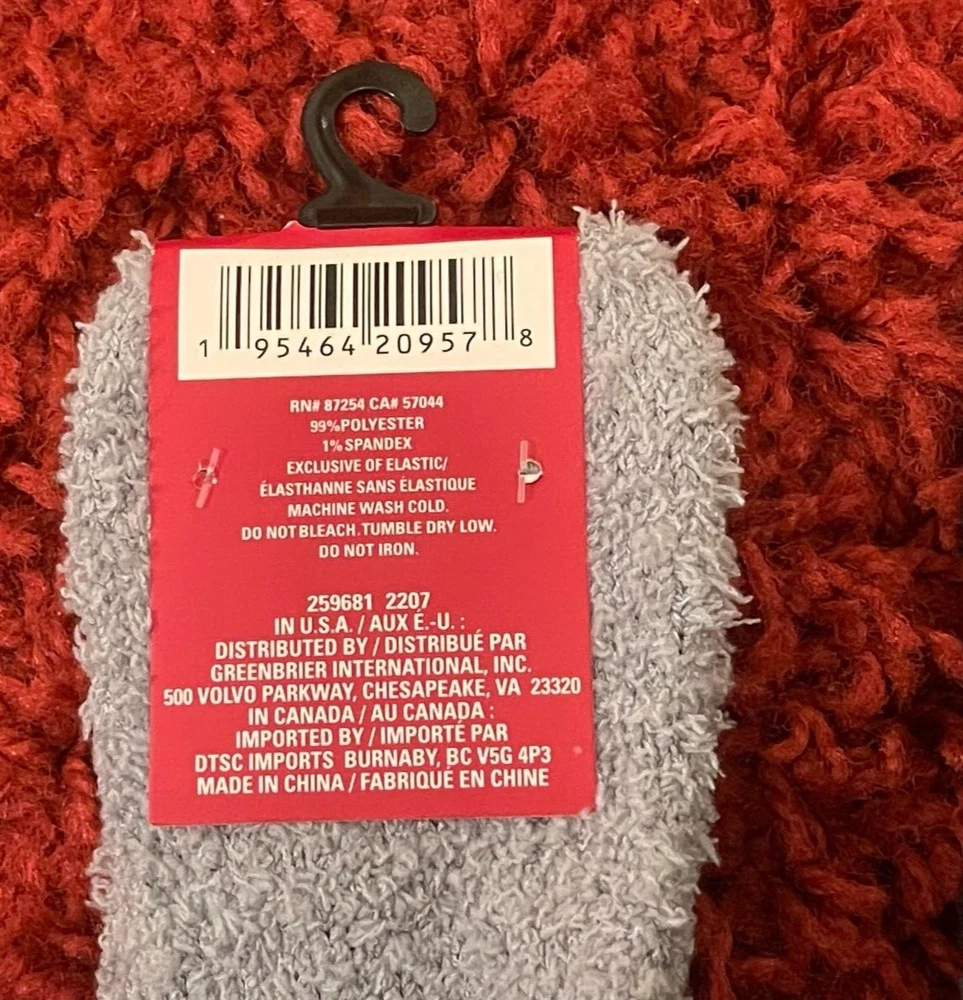 1 95464 20957 8
RN# 87254 CA# 57044
99%POLYESTER
1% SPANDEX
EXCLUSIVE OF ELASTIC/
ÉLASTHANNE SANS ÉLASTIQUE
MACHINE WASH COLD.
DO NOT BLEACH. TUMBLE DRY LOW.
DO NOT IRON.
259681 2207
IN U.S.A. / AUX É.-U. :
DISTRIBUTED BY / DISTRIBUÉ PAR
GREENBRIER INTERNATIONAL, INC.
500 VOLVO PARKWAY, CHESAPEAKE, VA 23320
IN CANADA / AU CANADA :
IMPORTED BY / IMPORTÉ PAR
DTSC IMPORTS BURNABY, BC V5G 4P3
MADE IN CHINA / FABRIQUÉ EN CHINE